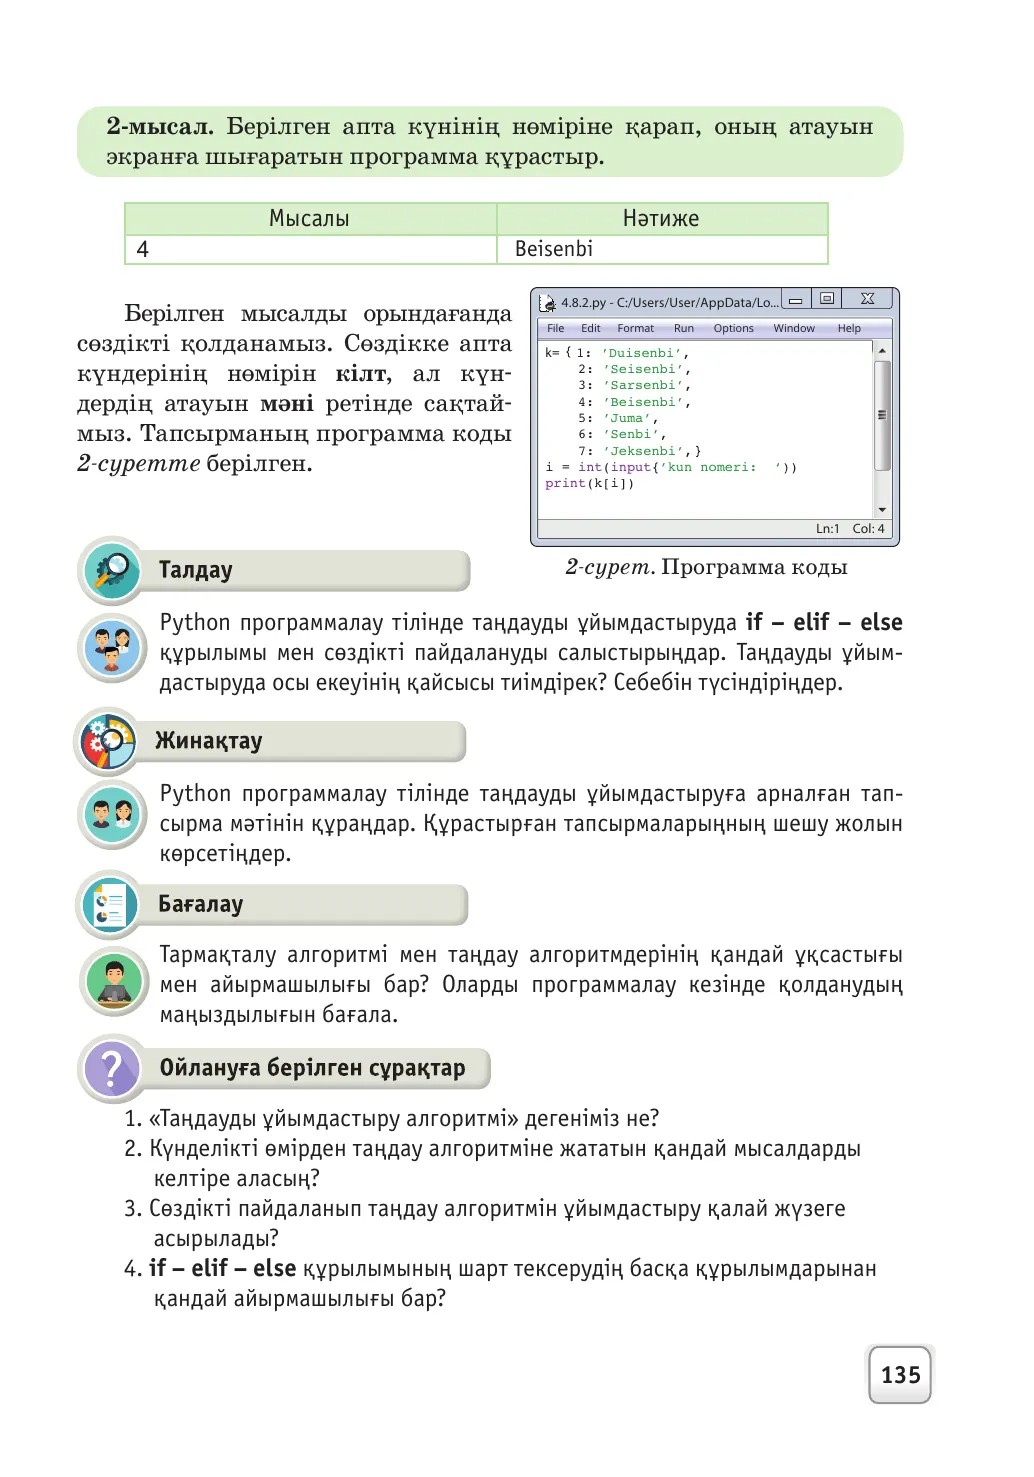 2-мысал. Берілген апта күнінің нөміріне қарап, оның атауын
экранға шығаратын программа құрастыр.
Мысалы Нәтиже
4 Beisenbi
Берілген мысалды орындағанда
сөздікті қолданамыз. Сөздікке апта
күндерінің нөмірін кілт, ал күн-
дердің атауын мәні ретінде сақтай-
мыз. Тапсырманың программа коды
2-суретте берілген.
4.8.2.py - C:/Users/User/AppData/Lo...
File Edit Format Run Options Window Help
k= { 1: ’Duisenbi’,
2: ’Seisenbi’,
3: ’Sarsenbi’,
4: ’Beisenbi’,
5: ’Juma’,
6: ’Senbi’,
7: ’Jeksenbi’,}
i = int(input{’kun nomeri:  ‘))
print(k[i])
Ln:1 Col: 4
2-сурет. Программа коды
Талдау
Python программалау тілінде таңдауды ұйымдастыруда if – elif – else
құрылымы мен сөздікті пайдалануды салыстырыңдар. Таңдауды ұйым-
дастыруда осы екеуінің қайсысы тиімдірек? Себебін түсіндіріңдер.
Жинақтау
Python программалау тілінде таңдауды ұйымдастыруға арналған тап-
сырма мәтінін құраңдар. Құрастырған тапсырмаларыңның шешу жолын
көрсетіңдер.
Бағалау
Тармақталу алгоритмі мен таңдау алгоритмдерінің қандай ұқсастығы
мен айырмашылығы бар? Оларды программалау кезінде қолданудың
маңыздылығын бағала.
Ойлануға берілген сұрақтар
1. «Таңдауды ұйымдастыру алгоритмі» дегеніміз не?
2. Күнделікті өмірден таңдау алгоритміне жататын қандай мысалдарды
келтіре аласың?
3. Сөздікті пайдаланып таңдау алгоритмін ұйымдастыру қалай жүзеге
асырылады?
4. if – elif – else құрылымының шарт тексерудің басқа құрылымдарынан
қандай айырмашылығы бар?
135